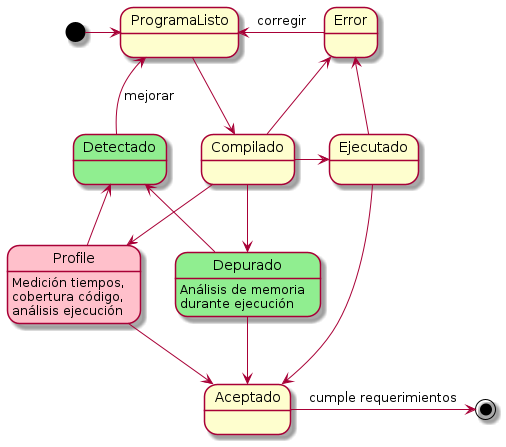 ProgramaListo
corregir
Error
mejorar
Detectado
Compilado
Ejecutado
Profile
Medición tiempos,
cobertura código,
análisis ejecución
Depurado
Análisis de memoria
durante ejecución
Aceptado
cumple requerimientos